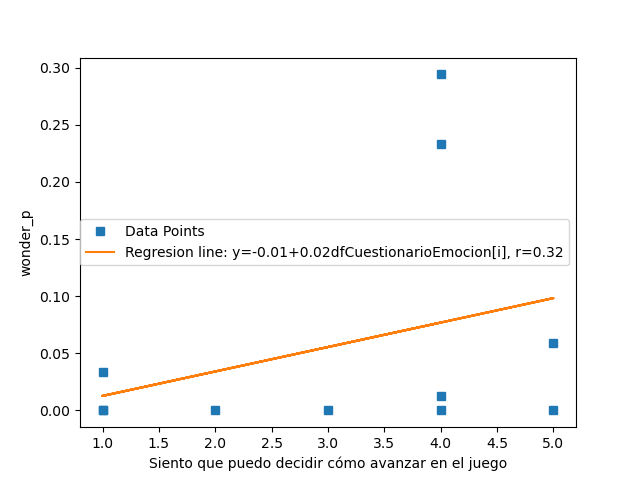 0.30
0.25
0.20
0.15
0.10
0.05
0.00
wonder_p
Data Points
Regresion line: y=-0.01+0.02dfCuestionarioEmocion[i], r=0.32
1.0 1.5 2.0 2.5 3.0 3.5 4.0 4.5 5.0
Siento que puedo decidir cómo avanzar en el juego